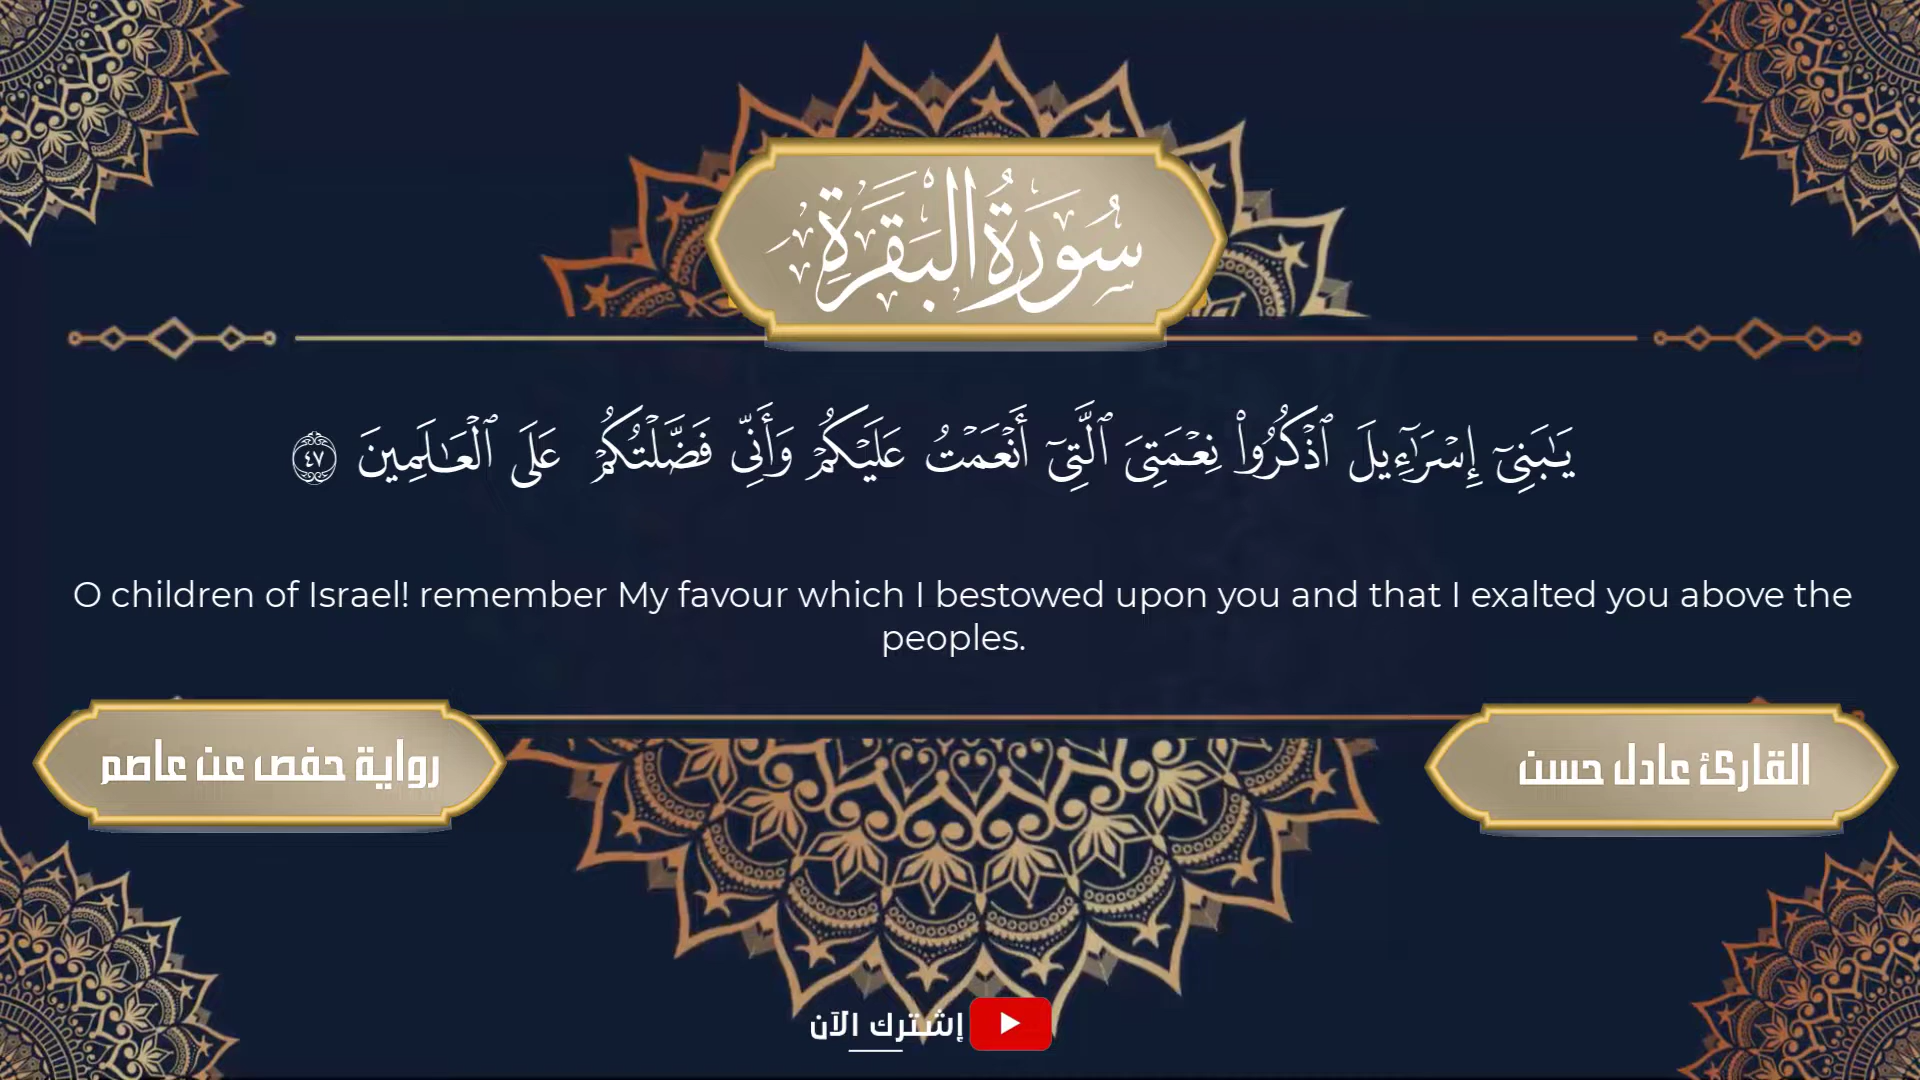 سُورَةُ البَقَرَةِ
يَـٰبَنِىٓ إِسْرَـٰٓءِيلَ ٱذْكُرُوا۟ نِعْمَتِىَ ٱلَّتِىٓ أَنْعَمْتُ عَلَيْكُمْ وَأَنِّى فَضَّلْتُكُمْ عَلَى ٱلْعَـٰلَمِينَ ٤٧
O children of Israel! remember My favour which I bestowed upon you and that I exalted you above the
peoples.
القارئ عادل حسن
رواية حفص عن عاصم
إشترك الآن